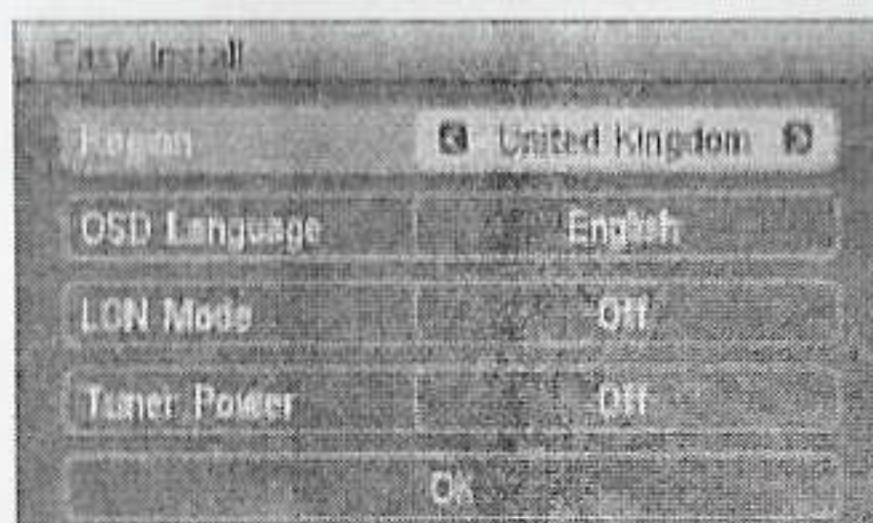 Easy Install
Region United Kingdom
OSD Language English
LCN Mode Off
Tuner Power Off
OK